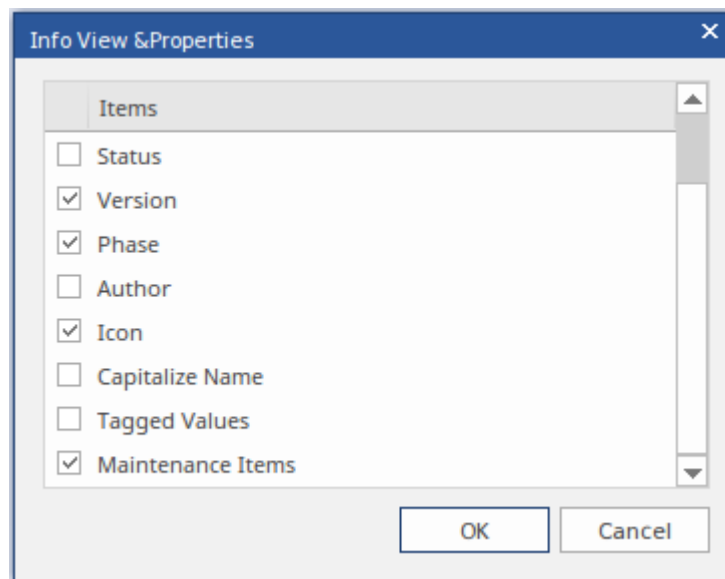 Info View &Properties
Items
Status
Version
Phase
Author
Icon
Capitalize Name
Tagged Values
Maintenance Items
OK Cancel